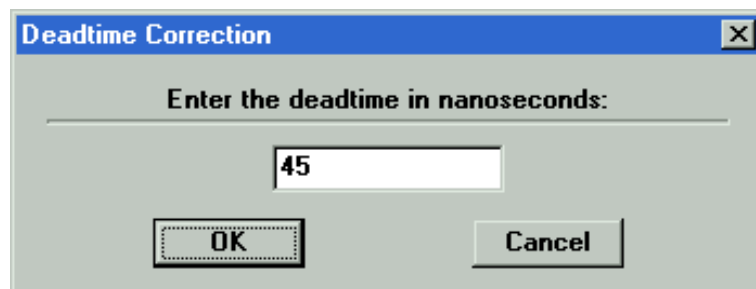 Deadtime Correction
Enter the deadtime in nanoseconds:
45
OK Cancel